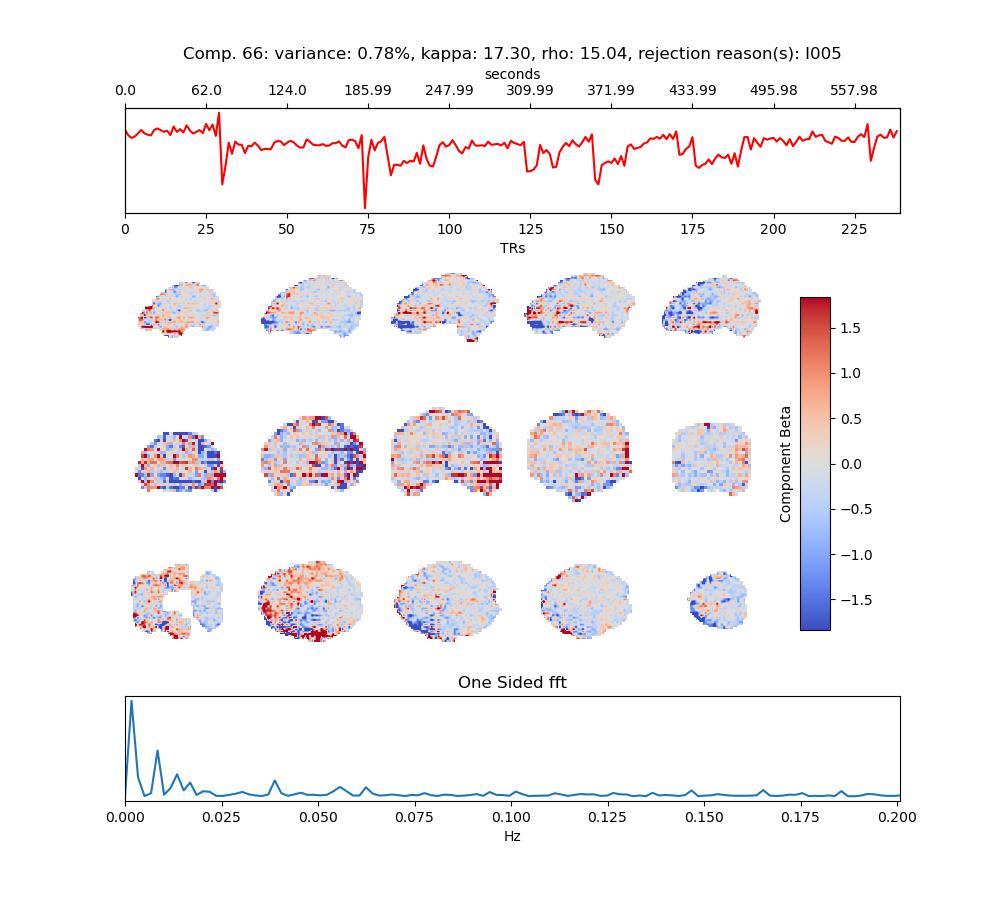 Comp. 66: variance: 0.78%, kappa: 17.30, rho: 15.04, rejection reason(s): I005
seconds
0.0 62.0 124.0 185.99 247.99 309.99 371.99 433.99 495.98 557.98
0 25 50 75 100 125 150 175 200 225
TRs
1.5
1.0
0.5
0.0
−0.5
−1.0
−1.5
Component Beta
One Sided fft
0.000 0.025 0.050 0.075 0.100 0.125 0.150 0.175 0.200
Hz